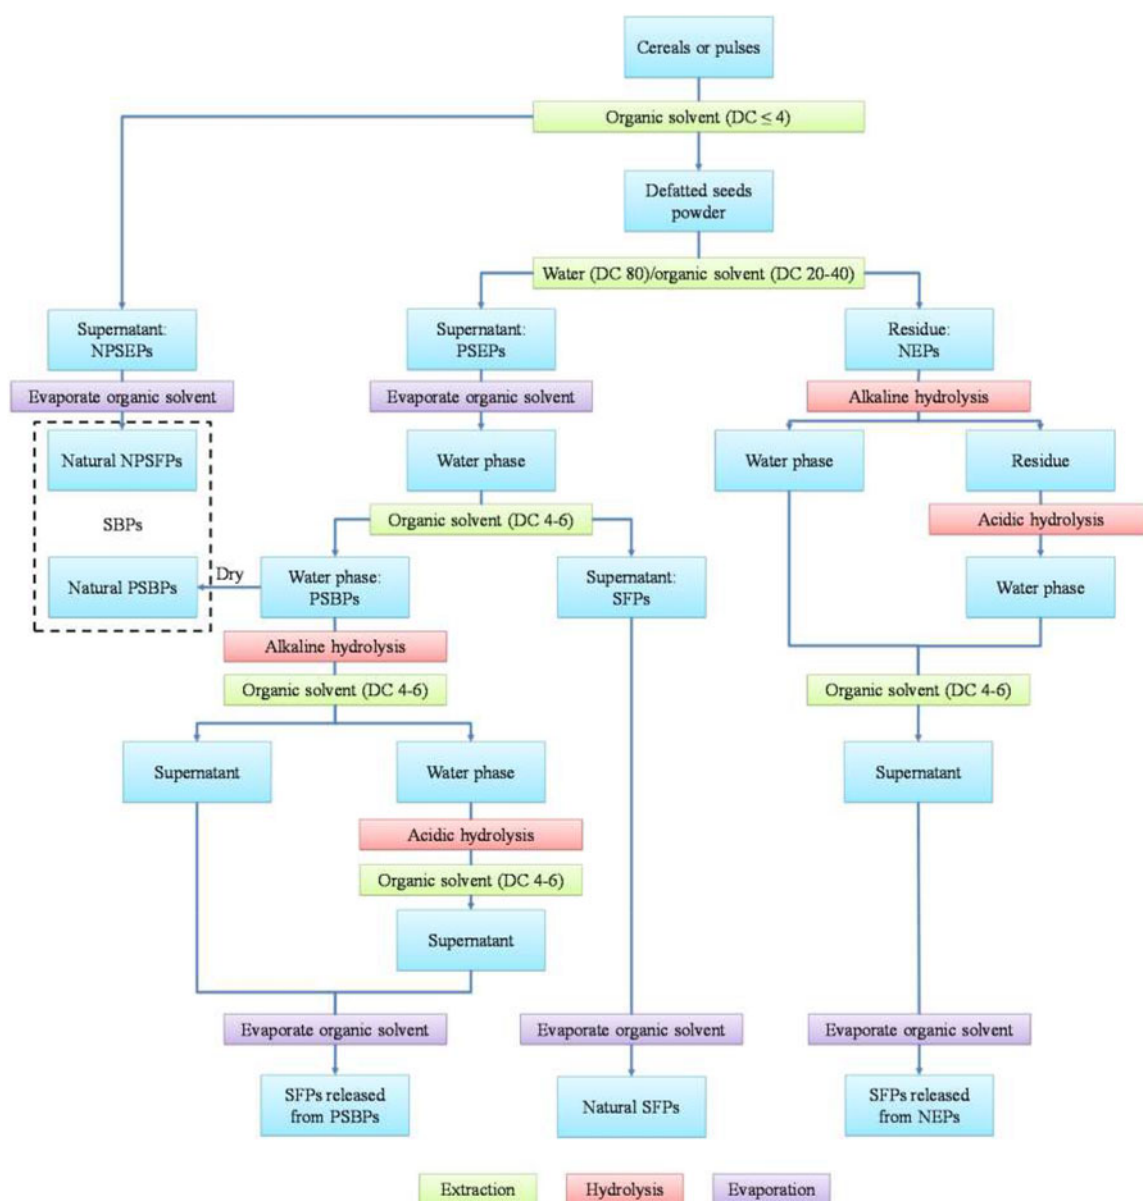 Cereals or pulses
Organic solvent (DC ≤ 4)
Defatted seeds
powder
Water (DC 80)/organic solvent (DC 20-40)
Supernatant:
NPSEPs
Supernatant:
PSEPs
Residue:
NEPs
Evaporate organic solvent
Evaporate organic solvent
Alkaline hydrolysis
Natural NPSFPs
Water phase
Water phase
Residue
SBPs
Organic solvent (DC 4-6)
Acidic hydrolysis
Natural PSBPs
Dry
Water phase:
PSBPs
Supernatant:
SFPs
Water phase
Alkaline hydrolysis
Organic solvent (DC 4-6)
Organic solvent (DC 4-6)
Supernatant
Water phase
Supernatant
Acidic hydrolysis
Organic solvent (DC 4-6)
Supernatant
Evaporate organic solvent
Evaporate organic solvent
Evaporate organic solvent
SFPs released
from PSBPs
Natural SFPs
SFPs released
from NEPs
Extraction
Hydrolysis
Evaporation